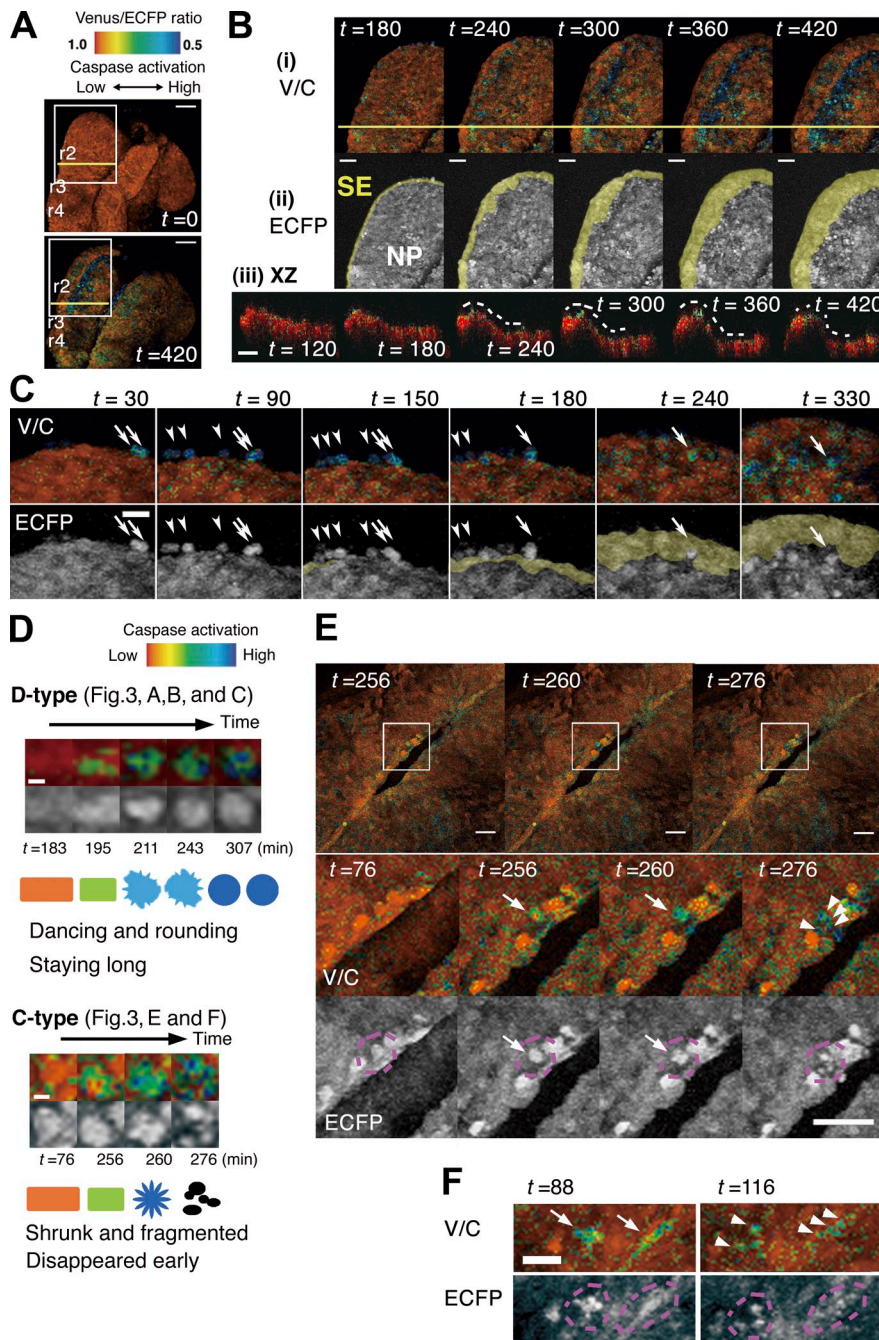 A
Venus/ECFP ratio
1.0 0.5
Caspase activation
Low High
r2
r3
r4
t =0
r2
r3
r4
t =420
B
t =180 t =240 t =300 t =360 t =420
(i)
V/C
(ii)
ECFP
SE
NP
(iii) XZ
t = 120 t = 180 t = 240 t = 300 t = 360 t = 420
C
t = 30 t = 90 t = 150 t = 180 t = 240 t = 330
V/C
ECFP
D
Caspase activation
Low High
D-type (Fig.3, A,B, and C)
Time
t =183 195 211 243 307 (min)
Dancing and rounding
Staying long
C-type (Fig.3, E and F)
Time
t=76 256 260 276 (min)
Shrunk and fragmented
Disappeared early
E
t =256 t =260 t =276
t =76 t =256 t =260 t =276
V/C
ECFP
F
t =88 t =116
V/C
ECFP